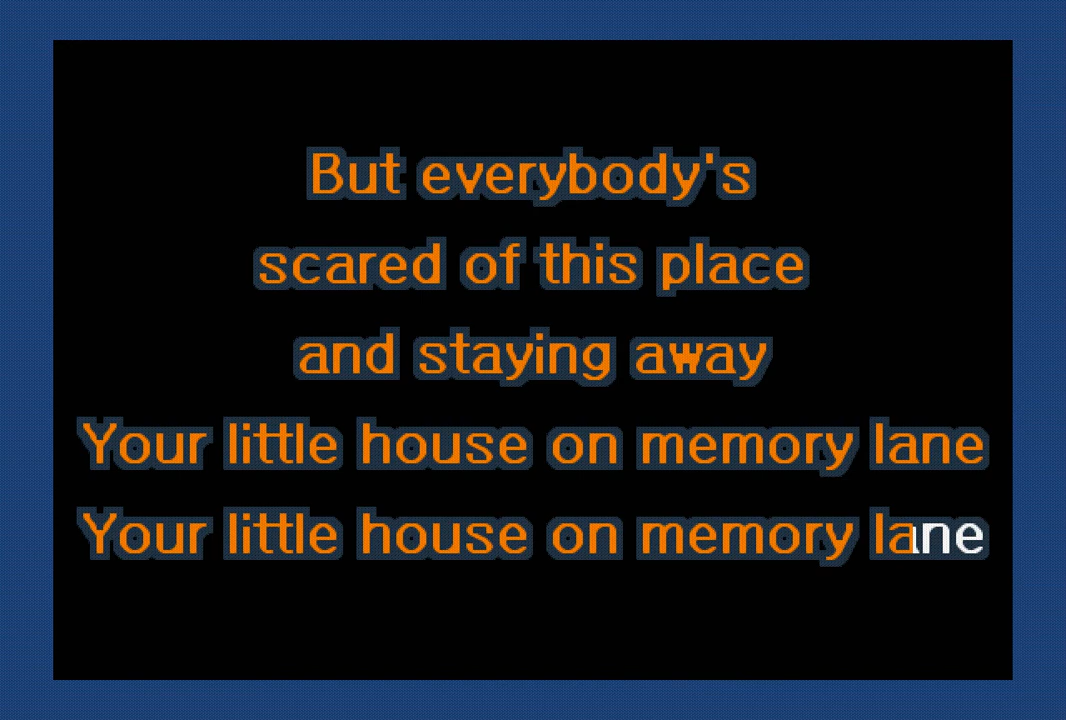 But everybody's
scared of this place
and staying away
Your little house on memory lane
Your little house on memory lane